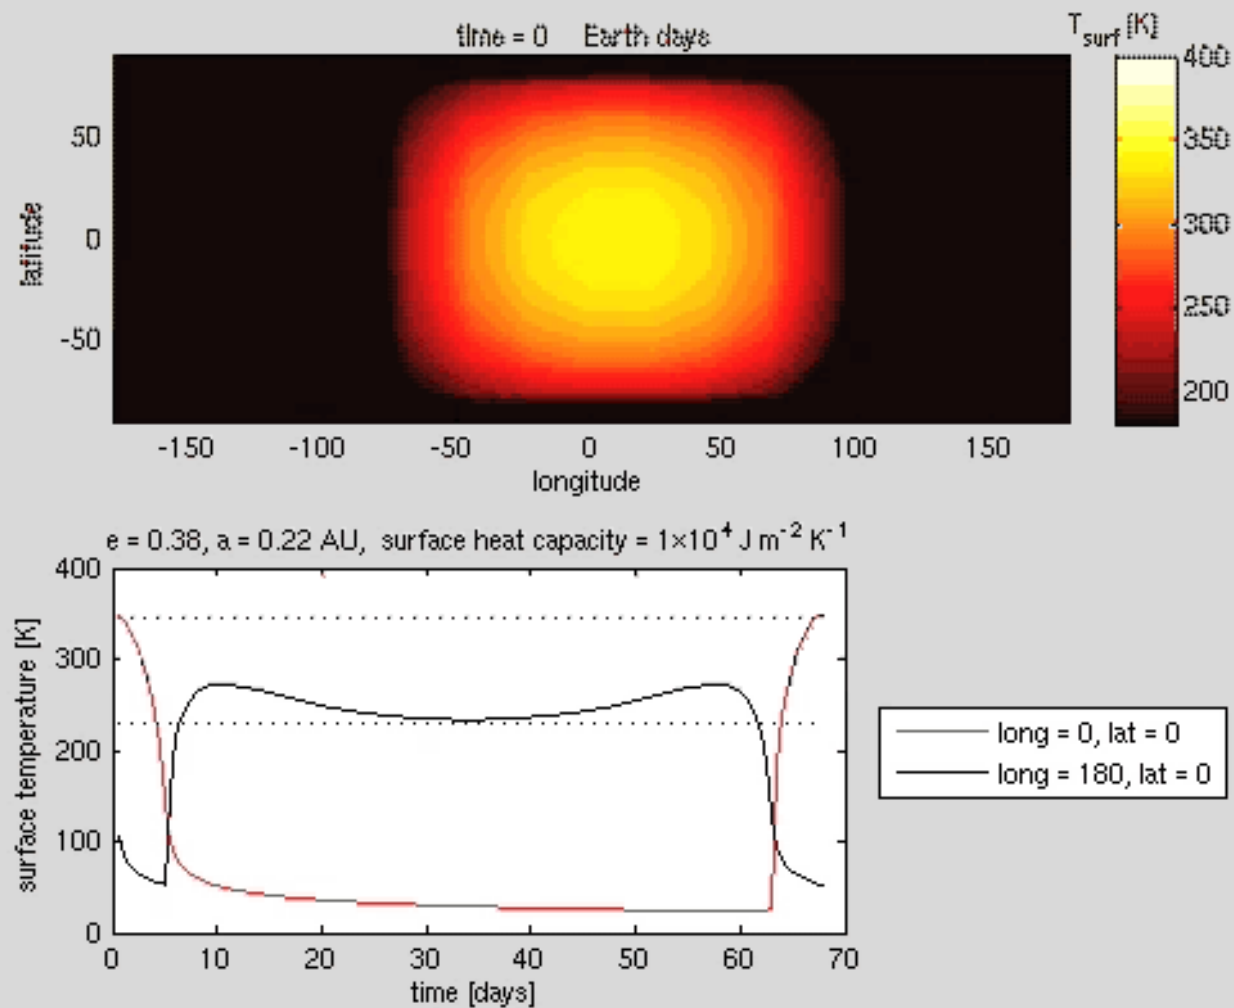 time = 0 Earth days
T_surf [K]
400
350
300
250
200
50
0
-50
latitude
-150 -100 -50 0 50 100 150
longitude
e = 0.38, a = 0.22 AU, surface heat capacity = 1×10^4 J m^-2 K^-1
400
300
200
100
0
surface temperature [K]
0 10 20 30 40 50 60 70
time [days]
long = 0, lat = 0
long = 180, lat = 0